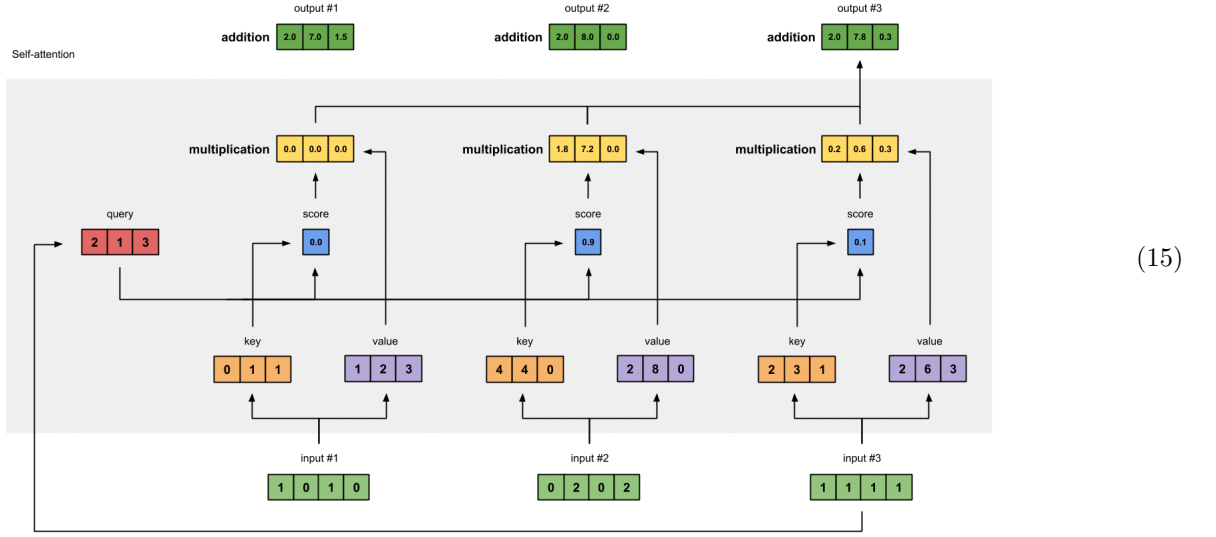 output #1 output #2 output #3
addition 2.0 7.0 1.5 addition 2.0 8.0 0.0 addition 2.0 7.8 0.3
Self-attention
multiplication 0.0 0.0 0.0 multiplication 1.8 7.2 0.0 multiplication 0.2 0.6 0.3
query score score score
2 1 3 0.0 0.9 0.1
(15)
key value key value key value
0 1 1 1 2 3 4 4 0 2 8 0 2 3 1 2 6 3
input #1 input #2 input #3
1 0 1 0 0 2 0 2 1 1 1 1